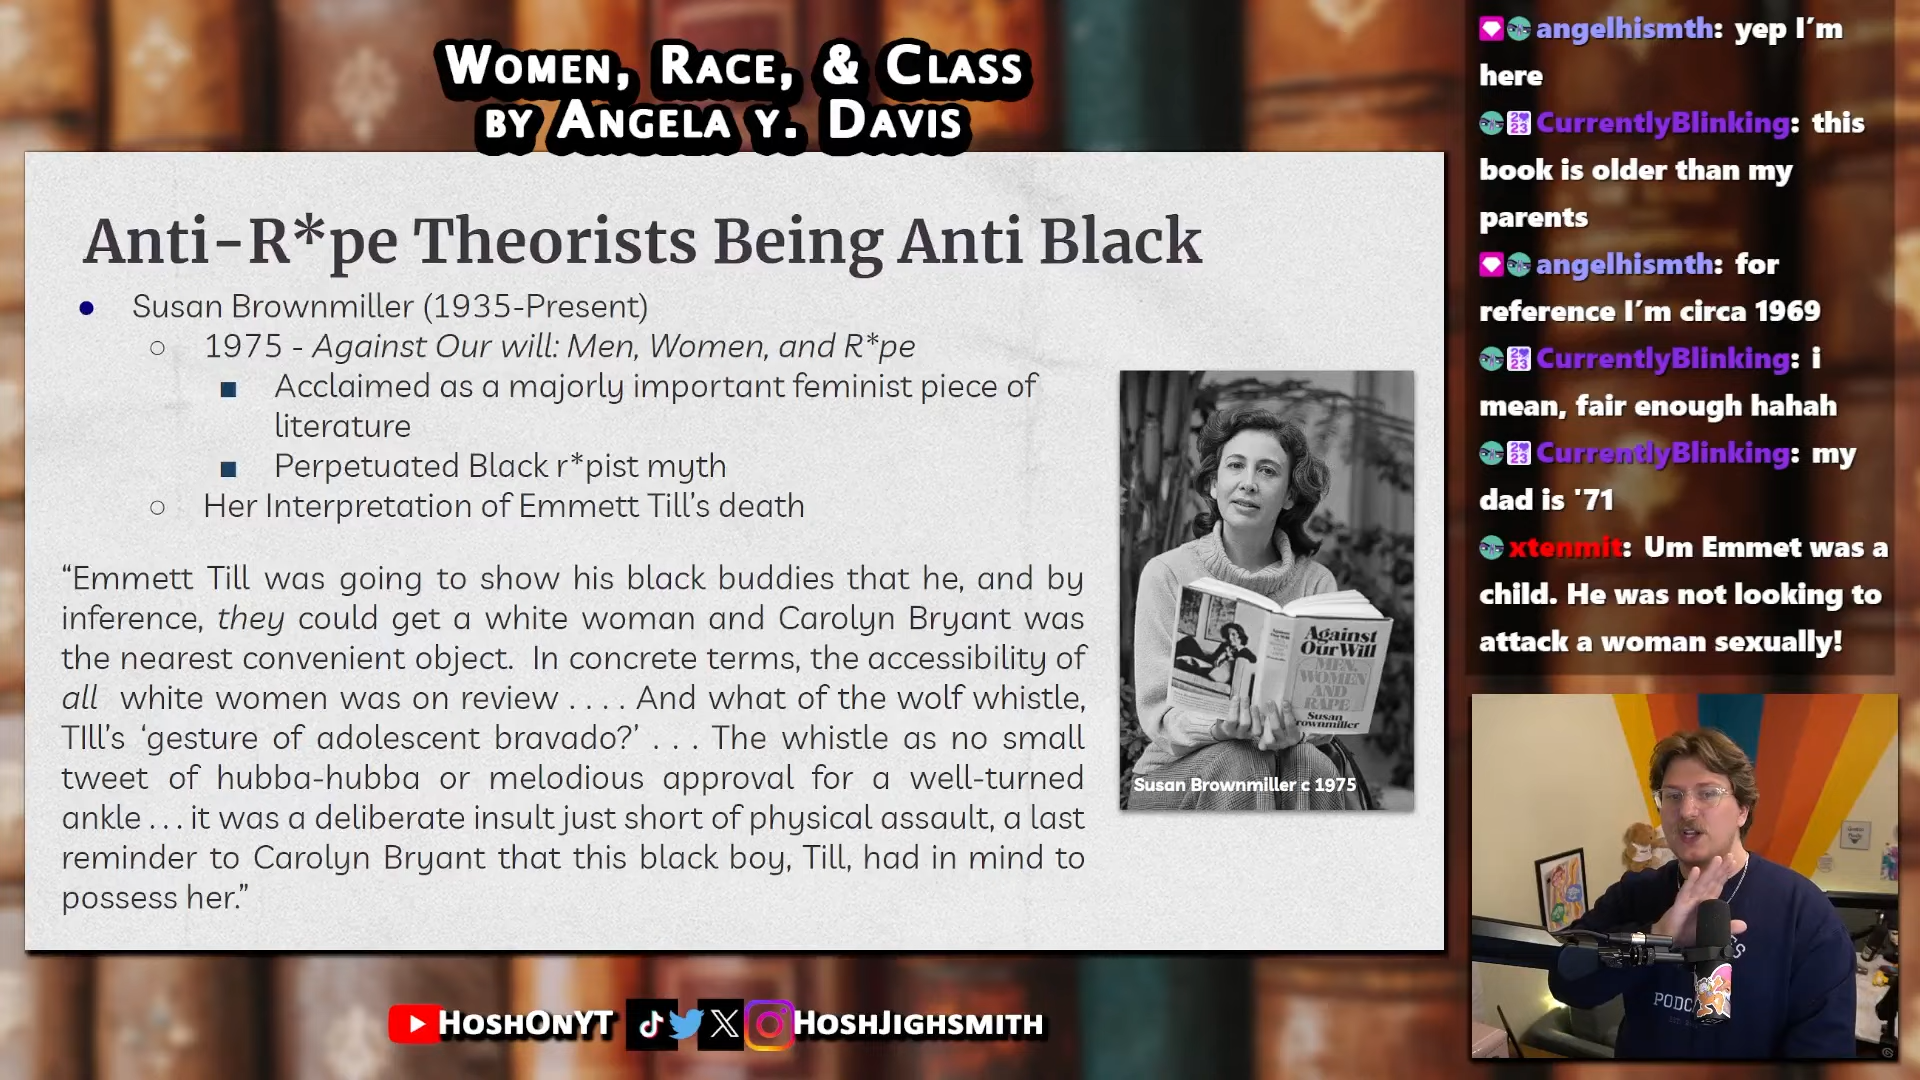 Women, Race, & Class
by Angela Y. Davis
Anti-R*pe Theorists Being Anti Black
● Susan Brownmiller (1935-Present)
○ 1975 - Against Our will: Men, Women, and R*pe
■ Acclaimed as a majorly important feminist piece of
literature
■ Perpetuated Black r*pist myth
○ Her Interpretation of Emmett Till’s death
“Emmett Till was going to show his black buddies that he, and by
inference, they could get a white woman and Carolyn Bryant was
the nearest convenient object. In concrete terms, the accessibility of
all white women was on review . . . . And what of the wolf whistle,
TIll’s ‘gesture of adolescent bravado?’ . . . The whistle as no small
tweet of hubba-hubba or melodious approval for a well-turned
ankle . . . it was a deliberate insult just short of physical assault, a last
reminder to Carolyn Bryant that this black boy, Till, had in mind to
possess her.”
Against
Our Will
MEN,
WOMEN
AND
RAPE
Susan
Brownmiller
Susan Brownmiller c 1975
angelhismth: yep I’m
here
CurrentlyBlinking: this
book is older than my
parents
angelhismth: for
reference I’m circa 1969
CurrentlyBlinking: i
mean, fair enough hahah
CurrentlyBlinking: my
dad is '71
xtenmit: Um Emmet was a
child. He was not looking to
attack a woman sexually!
HoshOnYT
HoshJighsmith